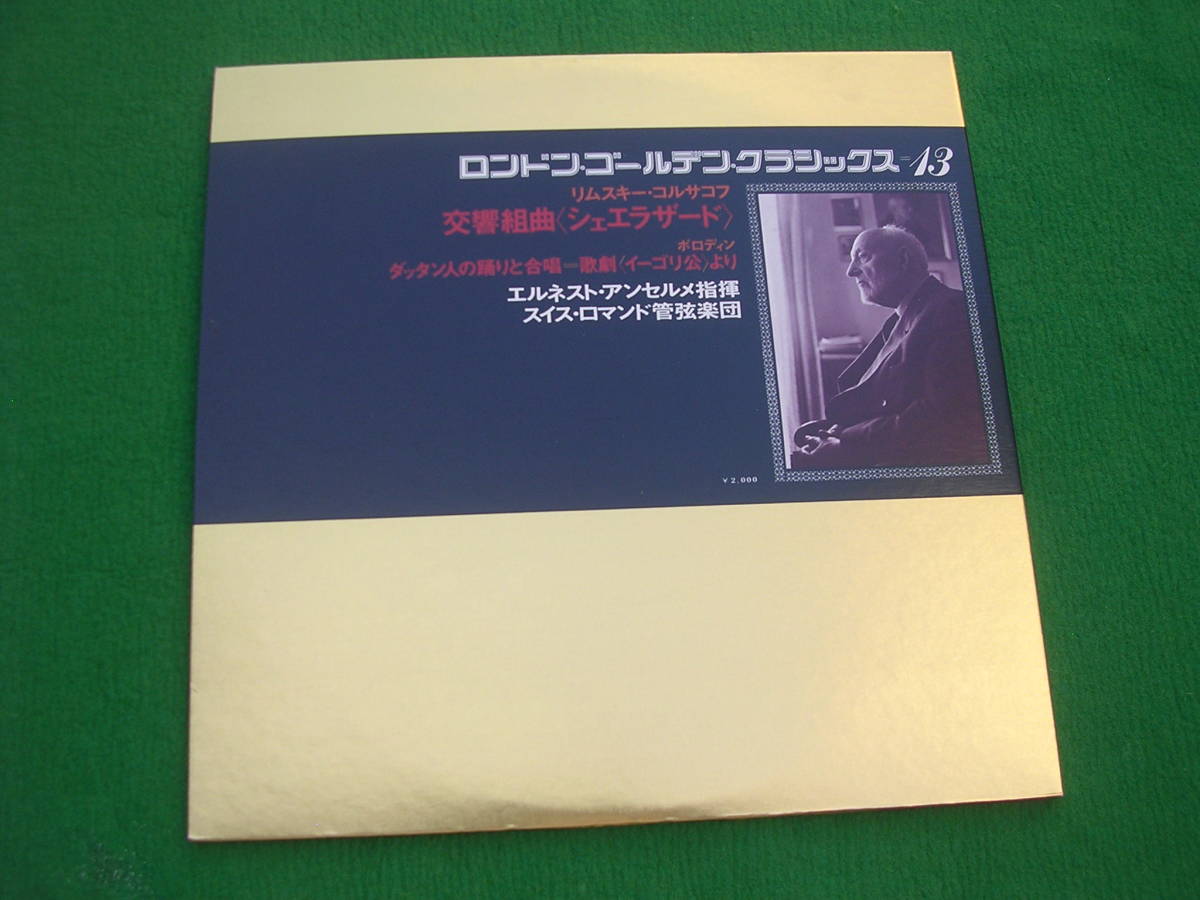 ロンドン・ゴールデン・クラシックス=13
リムスキー・コルサコフ
交響組曲〈シェエラザード〉
ボロディン
ダッタン人の踊りと合唱=歌劇〈イーゴリ公〉より
エルネスト・アンセルメ指揮
スイス・ロマンド管弦楽団
¥2,000